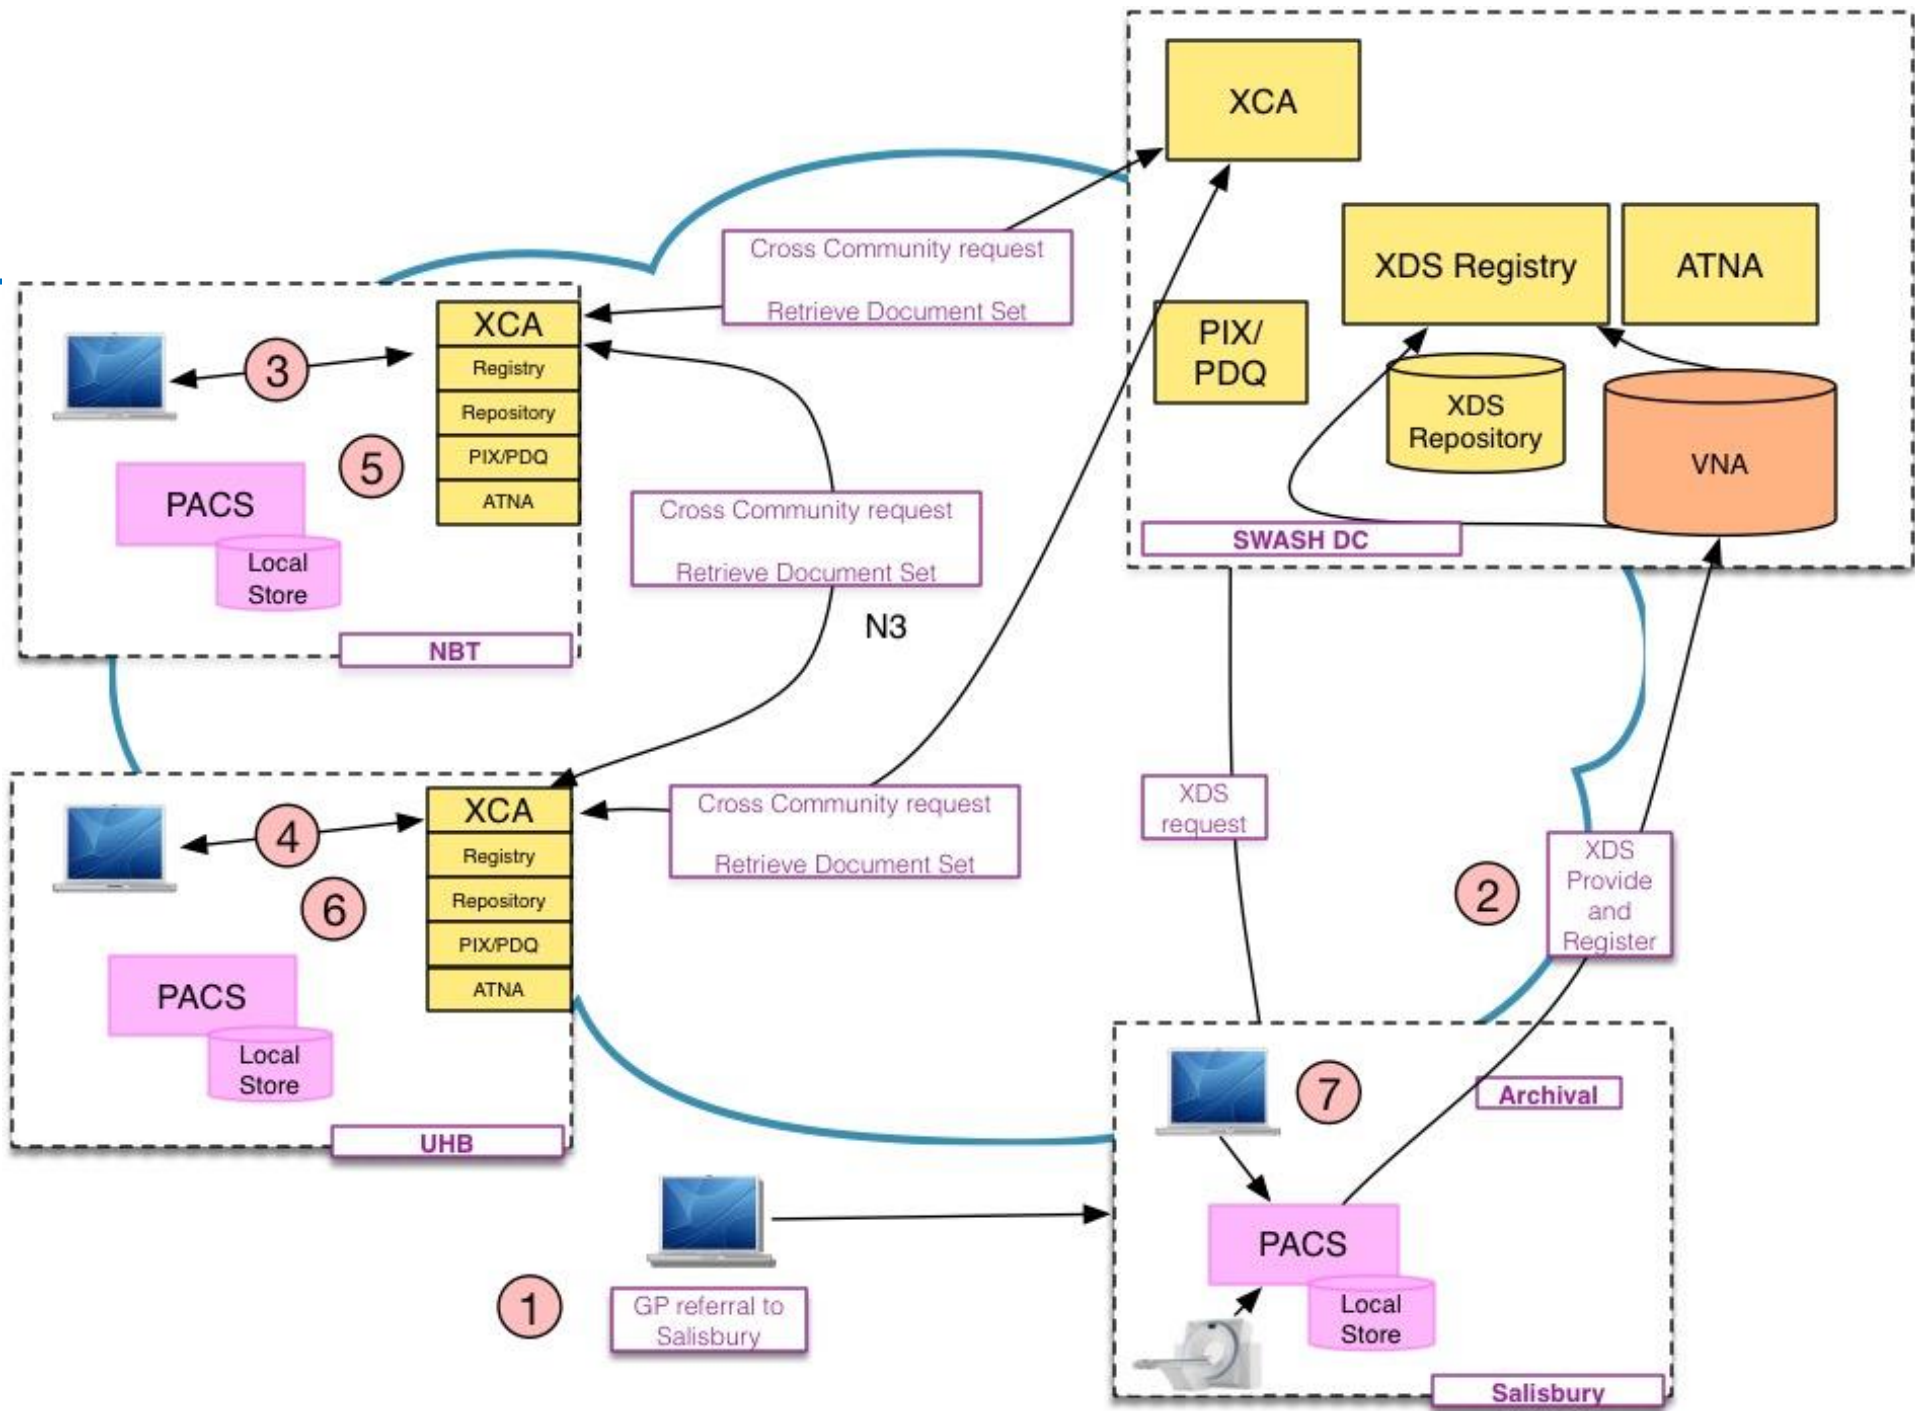 XCA
XDS Registry
ATNA
PIX/
PDQ
XDS
Repository
VNA
SWASH DC
Cross Community request
Retrieve Document Set
3
XCA
Registry
Repository
PIX/PDQ
ATNA
5
PACS
Local
Store
NBT
Cross Community request
Retrieve Document Set
N3
4
XCA
Registry
Repository
PIX/PDQ
ATNA
6
PACS
Local
Store
UHB
Cross Community request
Retrieve Document Set
XDS
request
2
XDS
Provide
and
Register
7
Archival
PACS
Local
Store
Salisbury
1
GP referral to
Salisbury